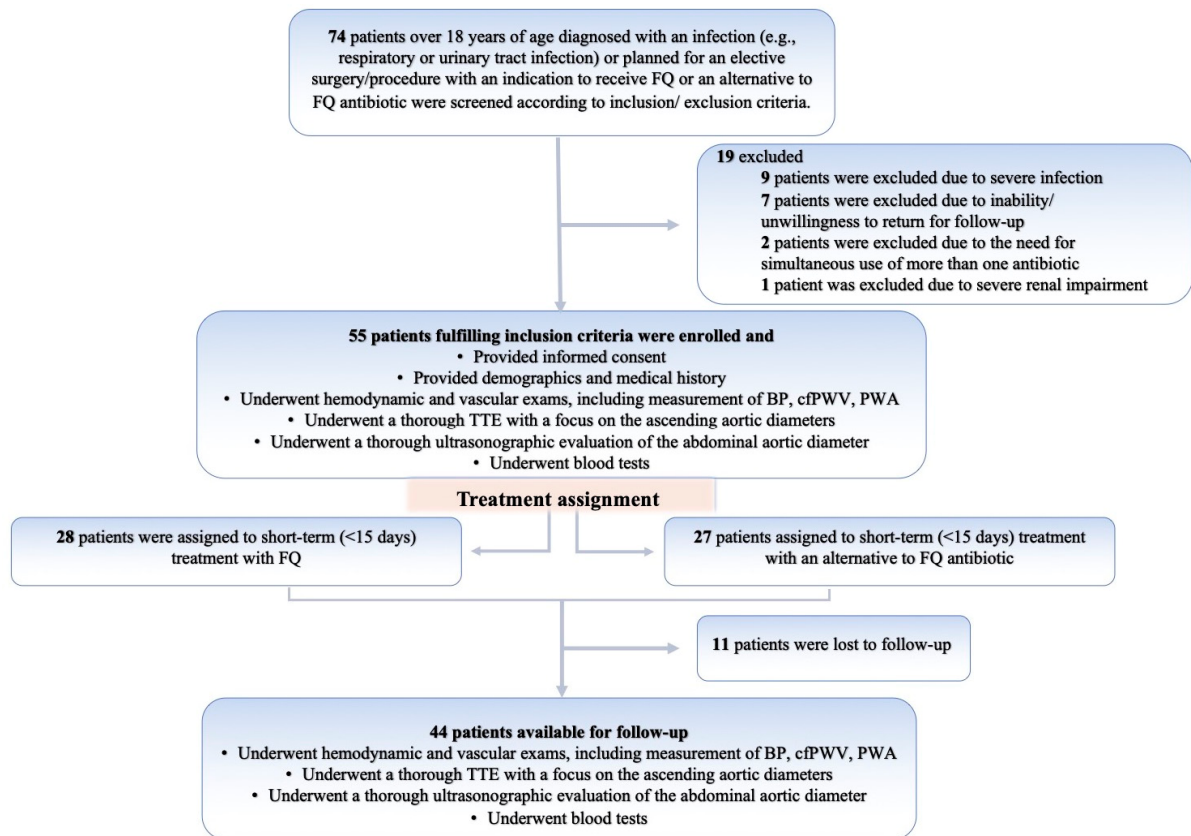 74 patients over 18 years of age diagnosed with an infection (e.g.,
respiratory or urinary tract infection) or planned for an elective
surgery/procedure with an indication to receive FQ or an alternative to
FQ antibiotic were screened according to inclusion/ exclusion criteria.
19 excluded
9 patients were excluded due to severe infection
7 patients were excluded due to inability/
unwillingness to return for follow-up
2 patients were excluded due to the need for
simultaneous use of more than one antibiotic
1 patient was excluded due to severe renal impairment
55 patients fulfilling inclusion criteria were enrolled and
• Provided informed consent
• Provided demographics and medical history
• Underwent hemodynamic and vascular exams, including measurement of BP, cfPWV, PWA
• Underwent a thorough TTE with a focus on the ascending aortic diameters
• Underwent a thorough ultrasonographic evaluation of the abdominal aortic diameter
• Underwent blood tests
Treatment assignment
28 patients were assigned to short-term (<15 days)
treatment with FQ
27 patients assigned to short-term (<15 days) treatment
with an alternative to FQ antibiotic
11 patients were lost to follow-up
44 patients available for follow-up
• Underwent hemodynamic and vascular exams, including measurement of BP, cfPWV, PWA
• Underwent a thorough TTE with a focus on the ascending aortic diameters
• Underwent a thorough ultrasonographic evaluation of the abdominal aortic diameter
• Underwent blood tests